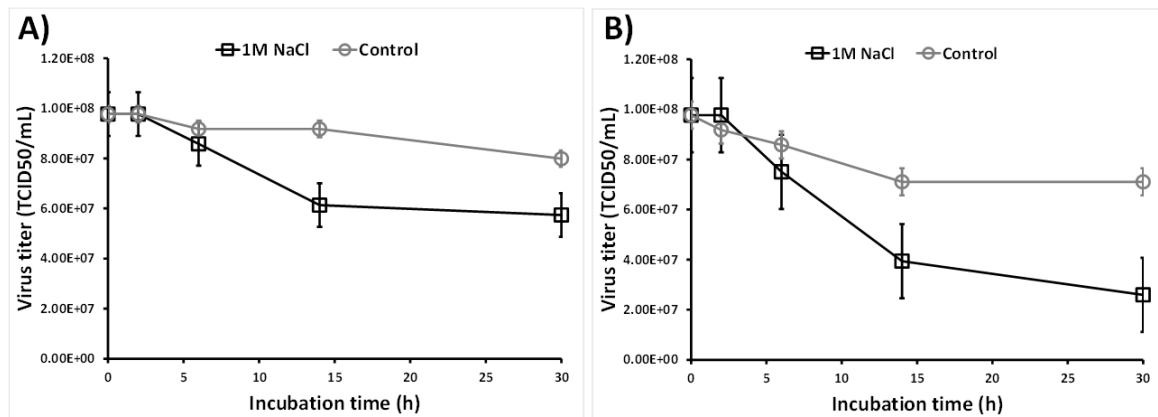 A)
1M NaCl Control
1.20E+08
1.00E+08
8.00E+07
6.00E+07
4.00E+07
2.00E+07
0.00E+00
Virus titer (TCID50/mL)
0 5 10 15 20 25 30
Incubation time (h)
B)
1M NaCl Control
1.20E+08
1.00E+08
8.00E+07
6.00E+07
4.00E+07
2.00E+07
0.00E+00
Virus titer (TCID50/mL)
0 5 10 15 20 25 30
Incubation time (h)